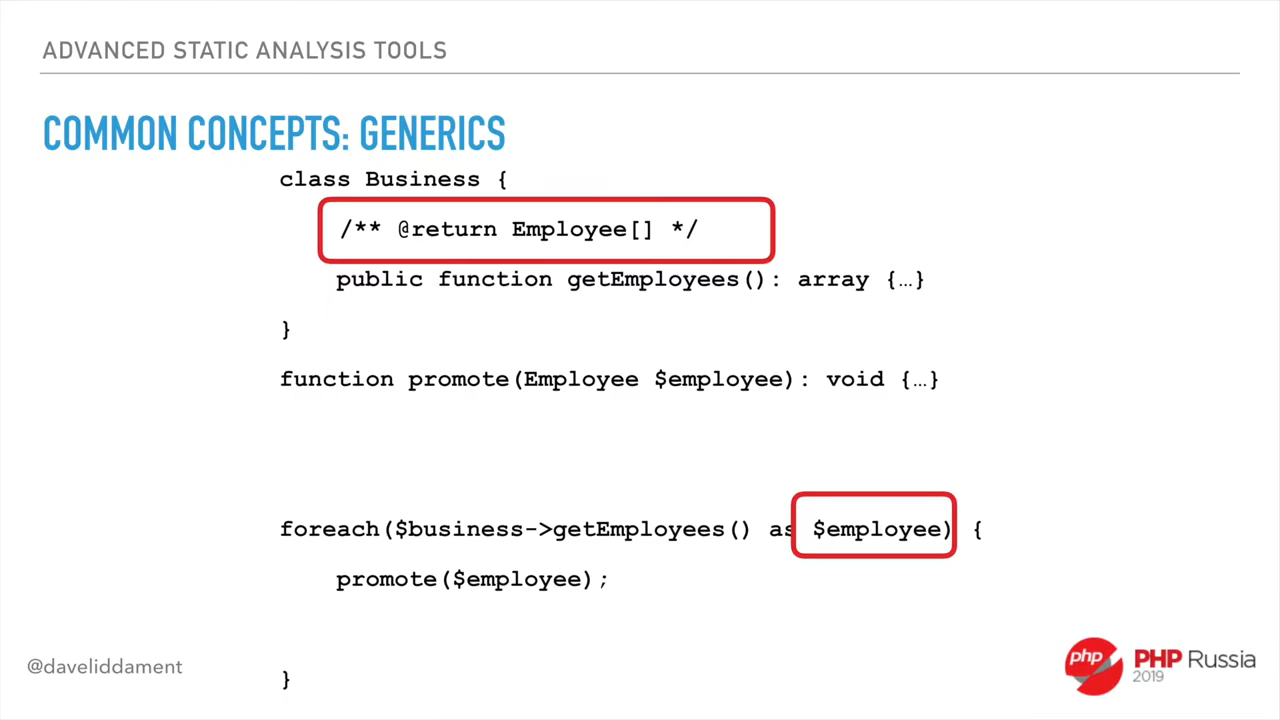 ADVANCED STATIC ANALYSIS TOOLS
COMMON CONCEPTS: GENERICS
class Business {
/** @return Employee[] */
public function getEmployees(): array {…}
}
function promote(Employee $employee): void {…}
foreach($business->getEmployees() as $employee) {
promote($employee);
}
@daveliddament
php
PHP Russia
2019